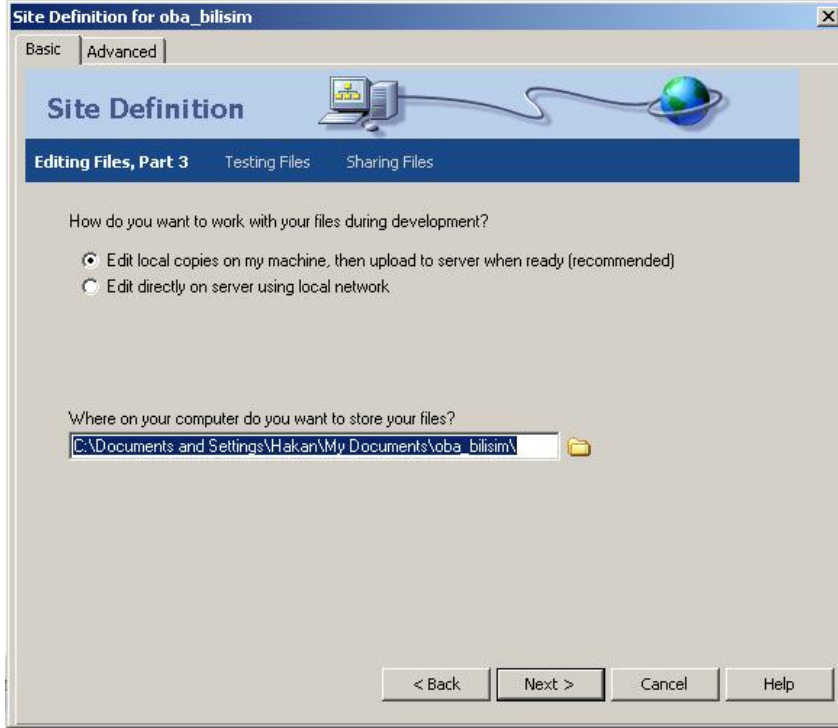 Site Definition for oba_bilisim
Basic Advanced
Site Definition
Editing Files, Part 3 Testing Files Sharing Files
How do you want to work with your files during development?
Edit local copies on my machine, then upload to server when ready (recommended)
Edit directly on server using local network
Where on your computer do you want to store your files?
C:\Documents and Settings\Hakan\My Documents\oba_bilisim\
< Back Next > Cancel Help